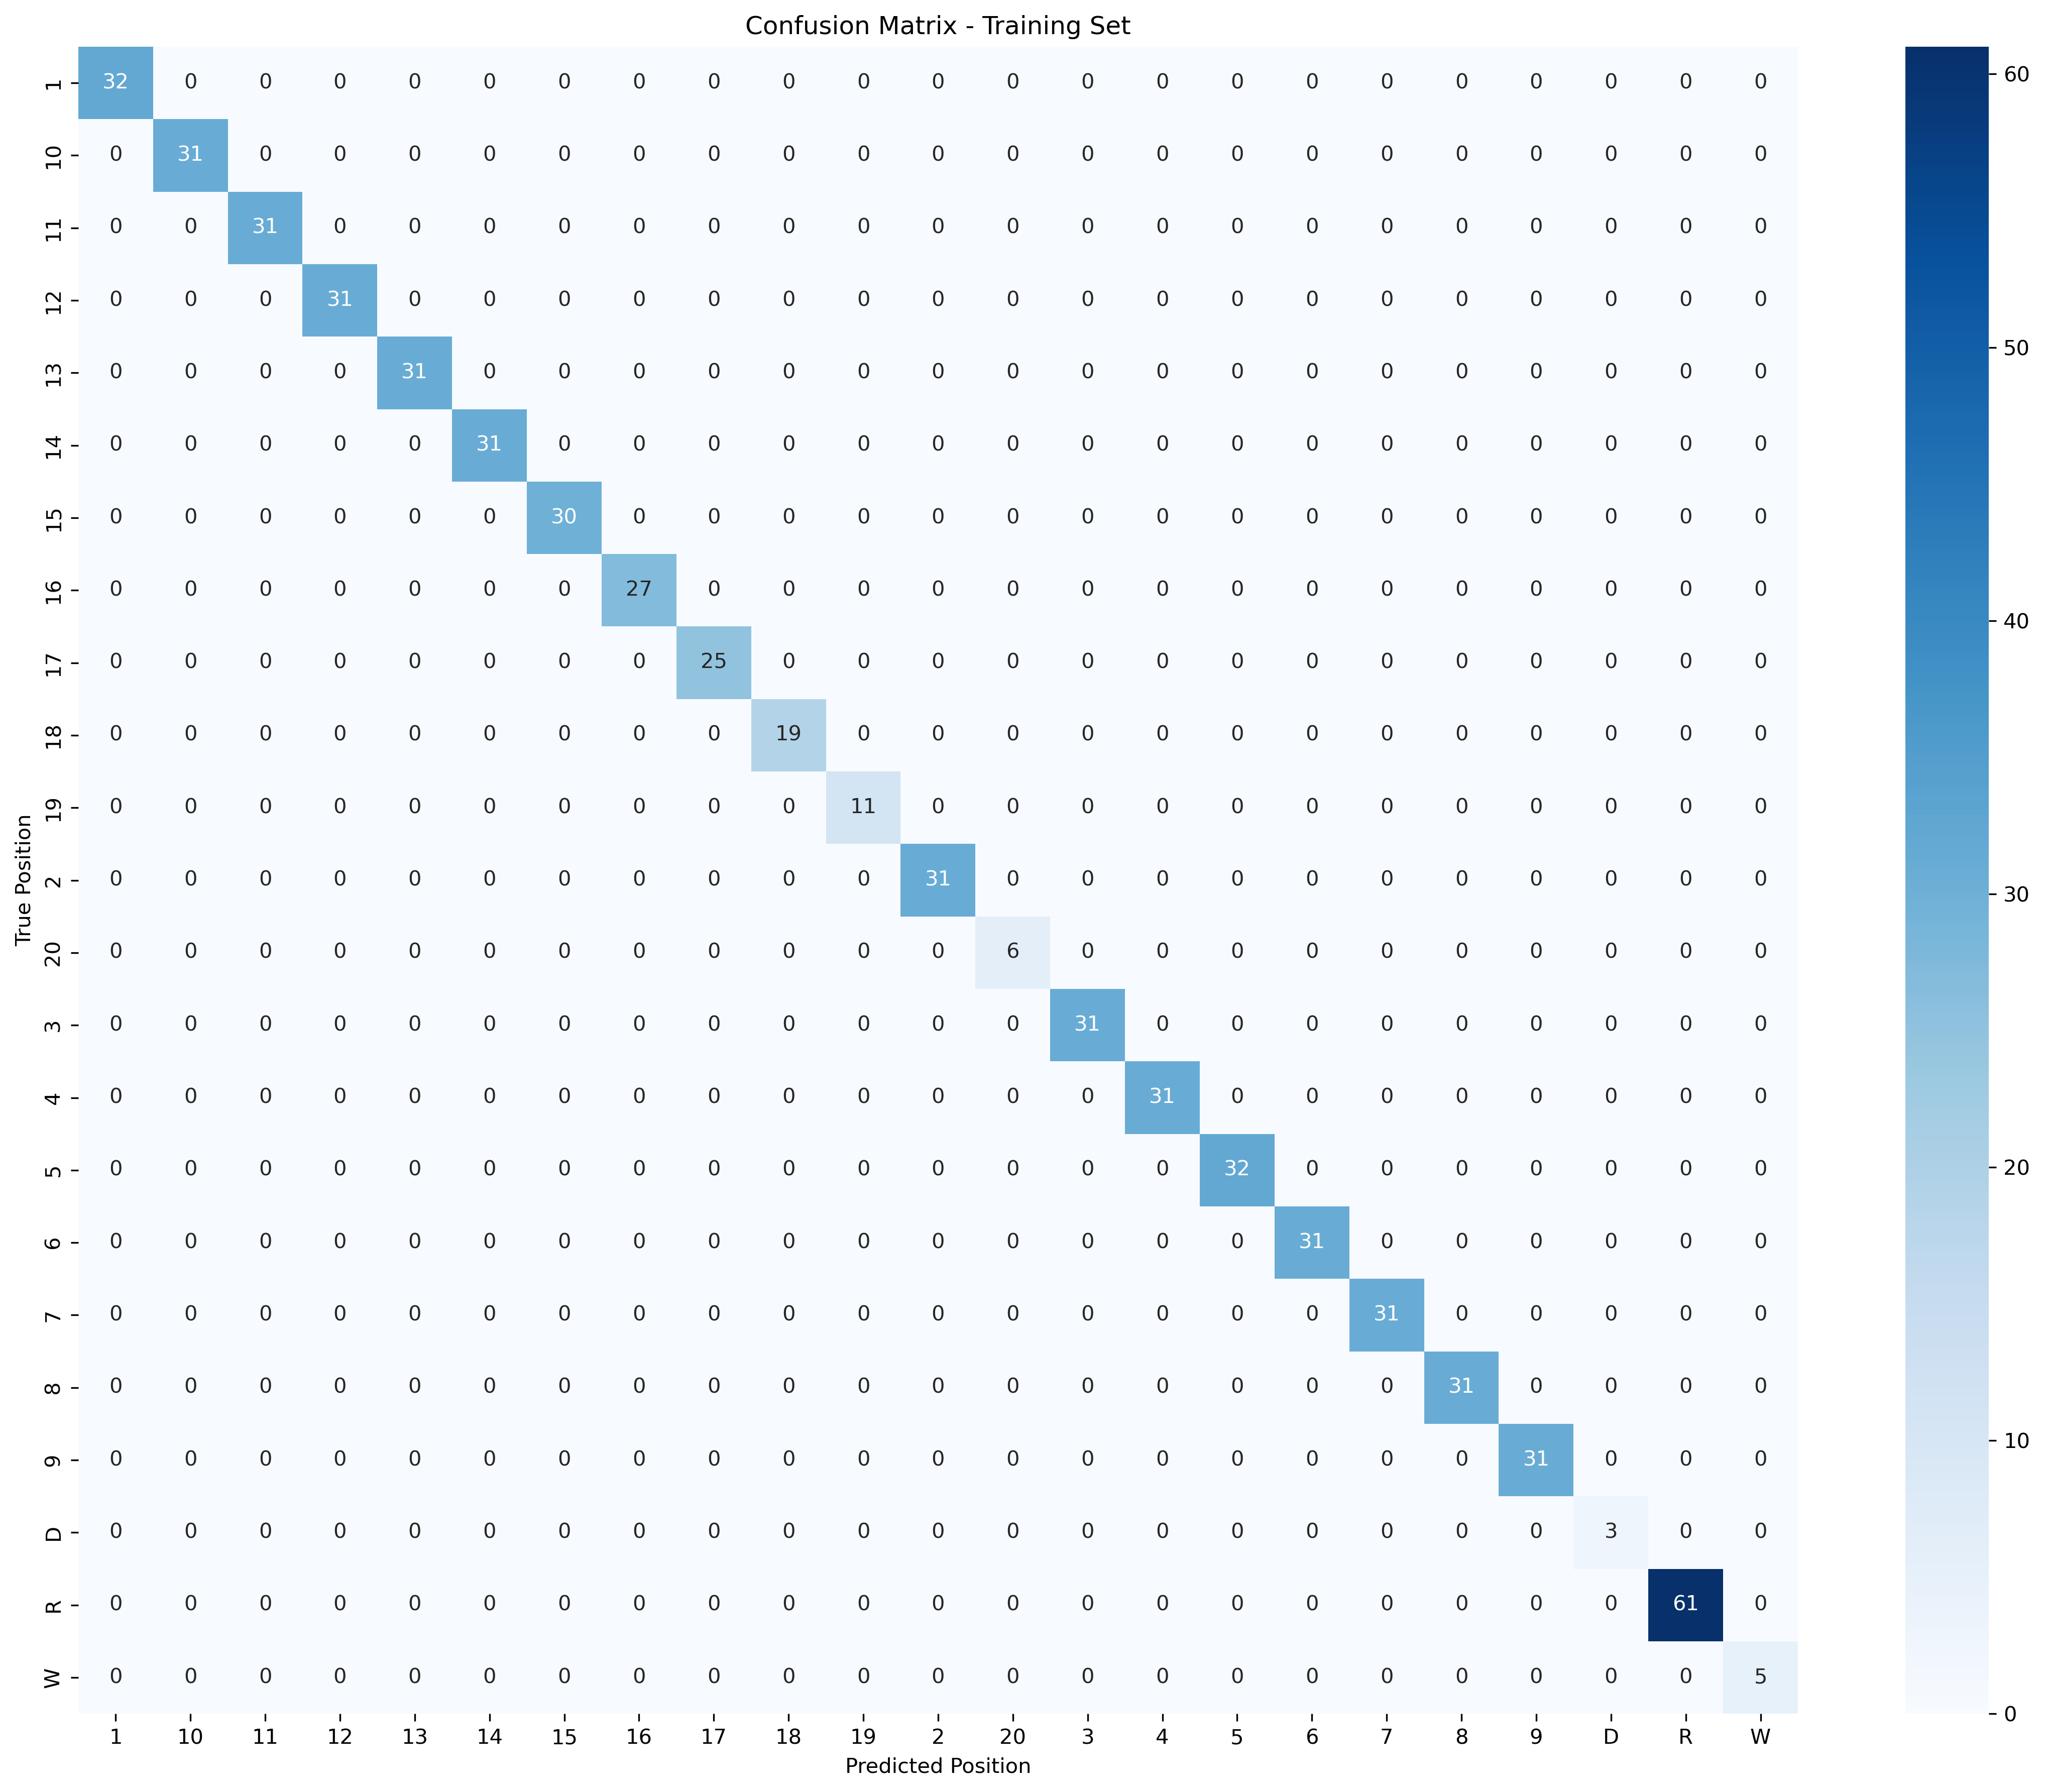 Confusion Matrix - Training Set
1 32 0 0 0 0 0 0 0 0 0 0 0 0 0 0 0 0 0 0 0 0 0 0
10 0 31 0 0 0 0 0 0 0 0 0 0 0 0 0 0 0 0 0 0 0 0 0
11 0 0 31 0 0 0 0 0 0 0 0 0 0 0 0 0 0 0 0 0 0 0 0
12 0 0 0 31 0 0 0 0 0 0 0 0 0 0 0 0 0 0 0 0 0 0 0
13 0 0 0 0 31 0 0 0 0 0 0 0 0 0 0 0 0 0 0 0 0 0 0
14 0 0 0 0 0 31 0 0 0 0 0 0 0 0 0 0 0 0 0 0 0 0 0
15 0 0 0 0 0 0 30 0 0 0 0 0 0 0 0 0 0 0 0 0 0 0 0
16 0 0 0 0 0 0 0 27 0 0 0 0 0 0 0 0 0 0 0 0 0 0 0
17 0 0 0 0 0 0 0 0 25 0 0 0 0 0 0 0 0 0 0 0 0 0 0
18 0 0 0 0 0 0 0 0 0 19 0 0 0 0 0 0 0 0 0 0 0 0 0
19 0 0 0 0 0 0 0 0 0 0 11 0 0 0 0 0 0 0 0 0 0 0 0
2 0 0 0 0 0 0 0 0 0 0 0 31 0 0 0 0 0 0 0 0 0 0 0
20 0 0 0 0 0 0 0 0 0 0 0 0 6 0 0 0 0 0 0 0 0 0 0
3 0 0 0 0 0 0 0 0 0 0 0 0 0 31 0 0 0 0 0 0 0 0 0
4 0 0 0 0 0 0 0 0 0 0 0 0 0 0 31 0 0 0 0 0 0 0 0
5 0 0 0 0 0 0 0 0 0 0 0 0 0 0 0 32 0 0 0 0 0 0 0
6 0 0 0 0 0 0 0 0 0 0 0 0 0 0 0 0 31 0 0 0 0 0 0
7 0 0 0 0 0 0 0 0 0 0 0 0 0 0 0 0 0 31 0 0 0 0 0
8 0 0 0 0 0 0 0 0 0 0 0 0 0 0 0 0 0 0 31 0 0 0 0
9 0 0 0 0 0 0 0 0 0 0 0 0 0 0 0 0 0 0 0 31 0 0 0
D 0 0 0 0 0 0 0 0 0 0 0 0 0 0 0 0 0 0 0 0 3 0 0
R 0 0 0 0 0 0 0 0 0 0 0 0 0 0 0 0 0 0 0 0 0 61 0
W 0 0 0 0 0 0 0 0 0 0 0 0 0 0 0 0 0 0 0 0 0 0 5
1 10 11 12 13 14 15 16 17 18 19 2 20 3 4 5 6 7 8 9 D R W
Predicted Position
True Position
60
50
40
30
20
10
0